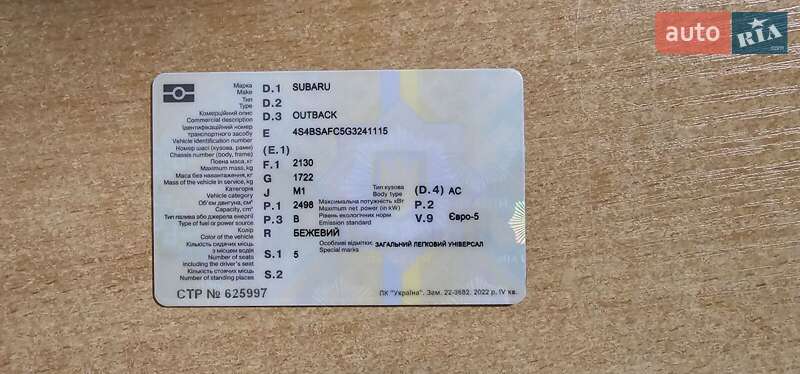 auto RIA .com
Марка
Make
D.1 SUBARU
Тип
Type
D.2
Комерційний опис
Commercial description
D.3 OUTBACK
Ідентифікаційний номер
транспортного засобу
Vehicle identification number
E 4S4BSAFC5G3241115
Номер шасі (кузова, рами)
Chassis number (body, frame)
(E.1)
Повна маса, кг
Maximum mass, kg
F.1 2130
Маса без навантаження, кг
Mass of the vehicle in service, kg
G 1722
Категорія
Vehicle category
J M1
Тип кузова
Body type
(D.4) AC
Об'єм двигуна, см³
Capacity, cm³
P.1 2498
Максимальна потужність кВт
Maximum net. power (in kW)
P.2
Тип палива або джерела енергії
Type of fuel or power source
P.3 B
Рівень екологічних норм
Emission standard
V.9 Євро-5
Колір
Color of the vehicle
R БЕЖЕВИЙ
Особливі відмітки:
Special marks
ЗАГАЛЬНИЙ ЛЕГКОВИЙ УНІВЕРСАЛ
Кількість сидячих місць
з місцем водія
Number of seats
including the driver's seat
S.1 5
Кількість стоячих місць
Number of standing places
S.2
СТР № 625997
ПК "Україна". Зам. 22-3682. 2022 р. IV кв.